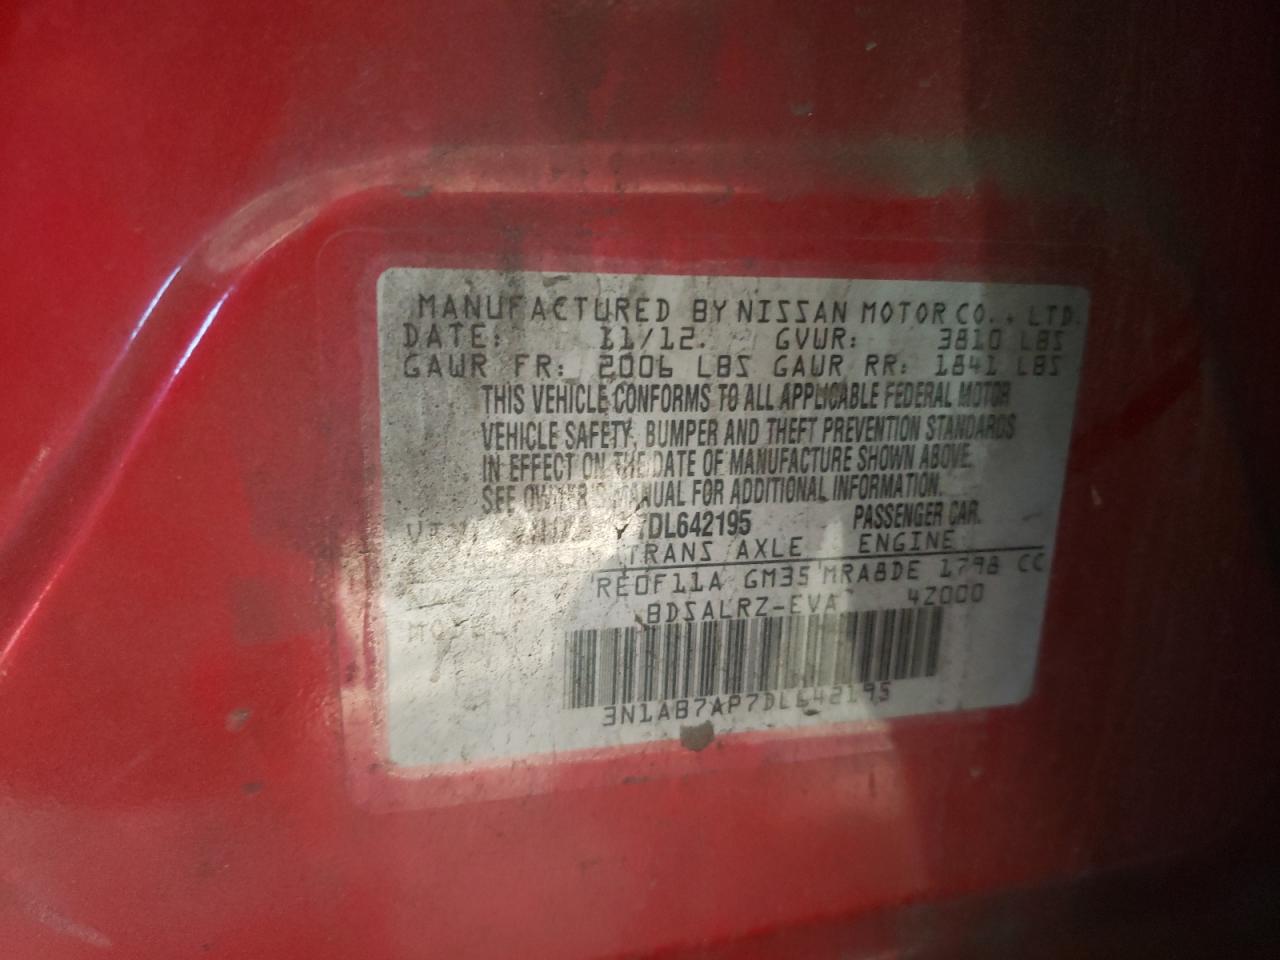 MANUFACTURED BY NISSAN MOTOR CO., LTD.
DATE: 11/12. GVWR: 3810 LBS
GAWR FR: 2006 LBS GAWR RR: 1841 LBS
THIS VEHICLE CONFORMS TO ALL APPLICABLE FEDERAL MOTOR
VEHICLE SAFETY, BUMPER AND THEFT PREVENTION STANDARDS
IN EFFECT ON THE DATE OF MANUFACTURE SHOWN ABOVE.
SEE OWNER'S MANUAL FOR ADDITIONAL INFORMATION.
7DL642195 PASSENGER CAR.
TRANS AXLE ENGINE
RE0F11A GM35 MRA8DE 1798 CC
MODEL BDSALRZ-EVA 42000
3N1AB7AP7DL642195